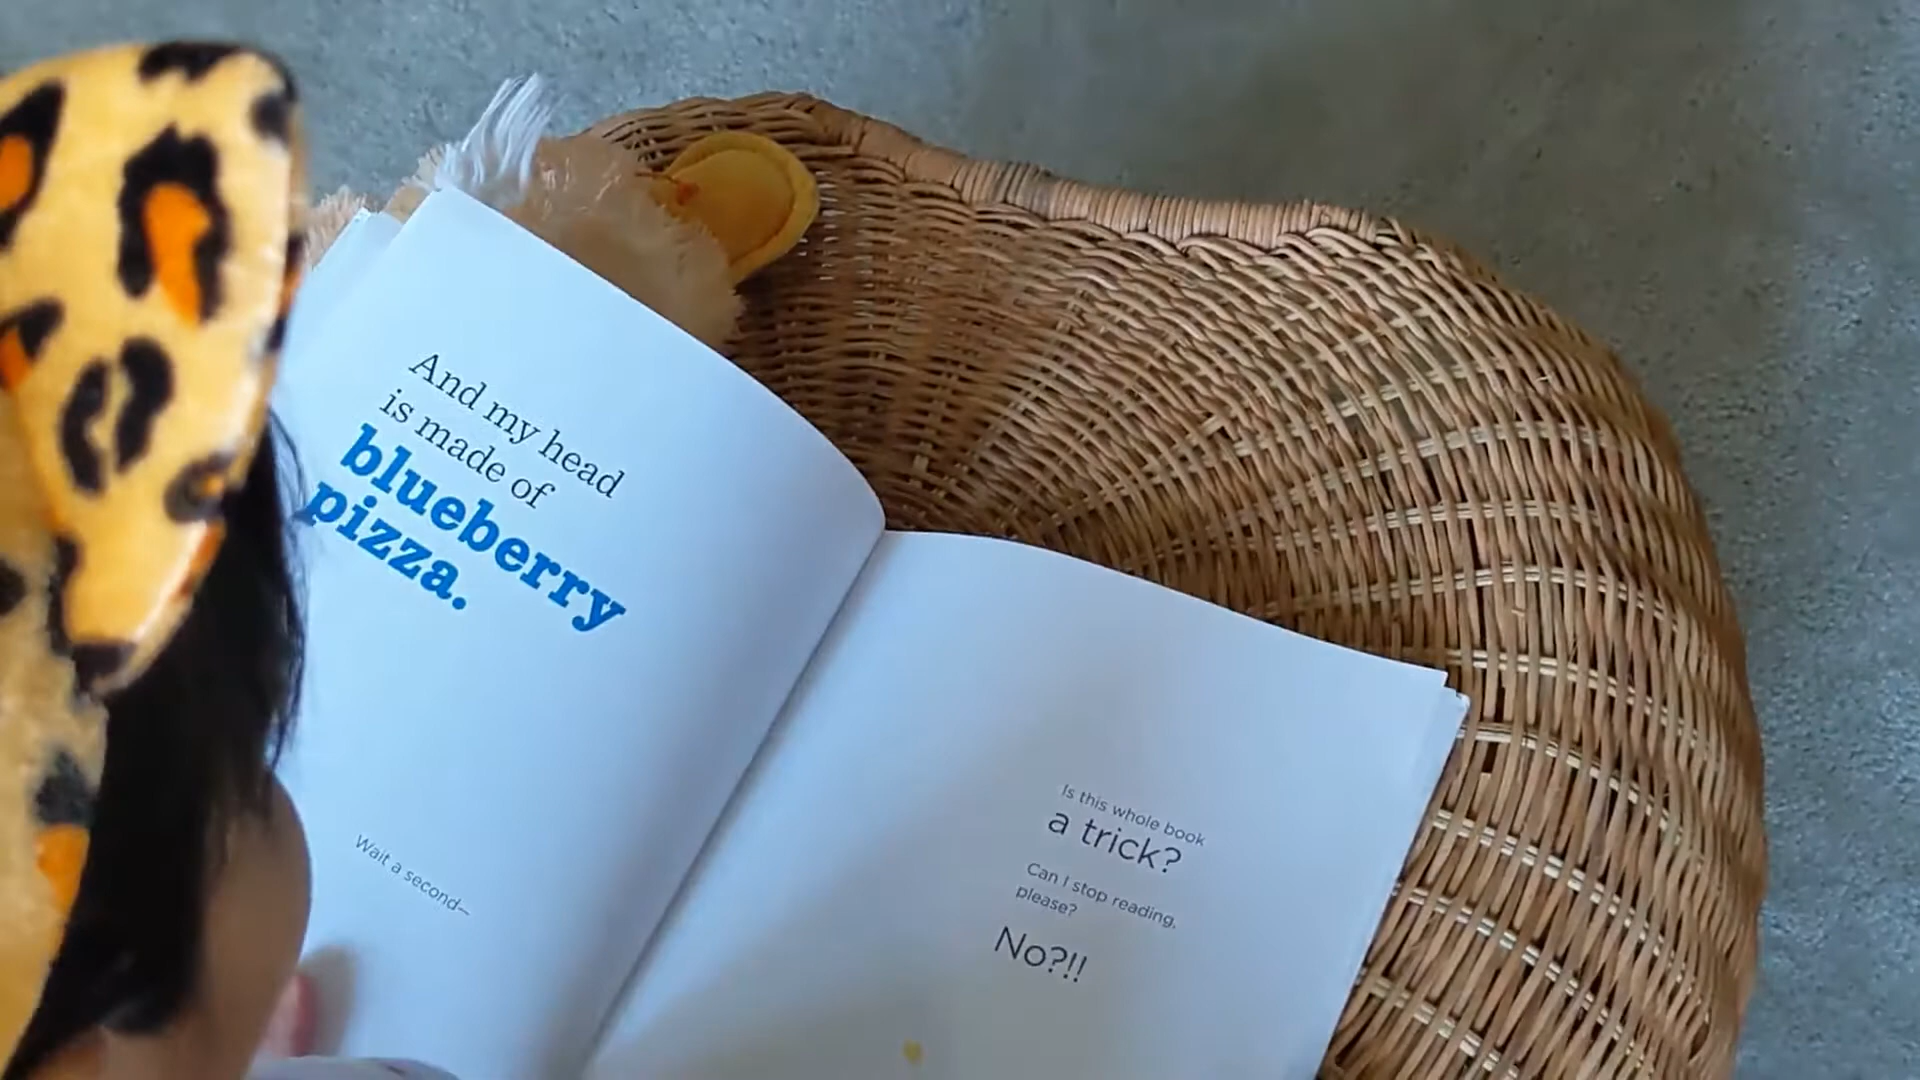 And my head
is made of
blueberry
pizza.
Wait a second—
Is this whole book
a trick?
Can I stop reading,
please?
No?!!